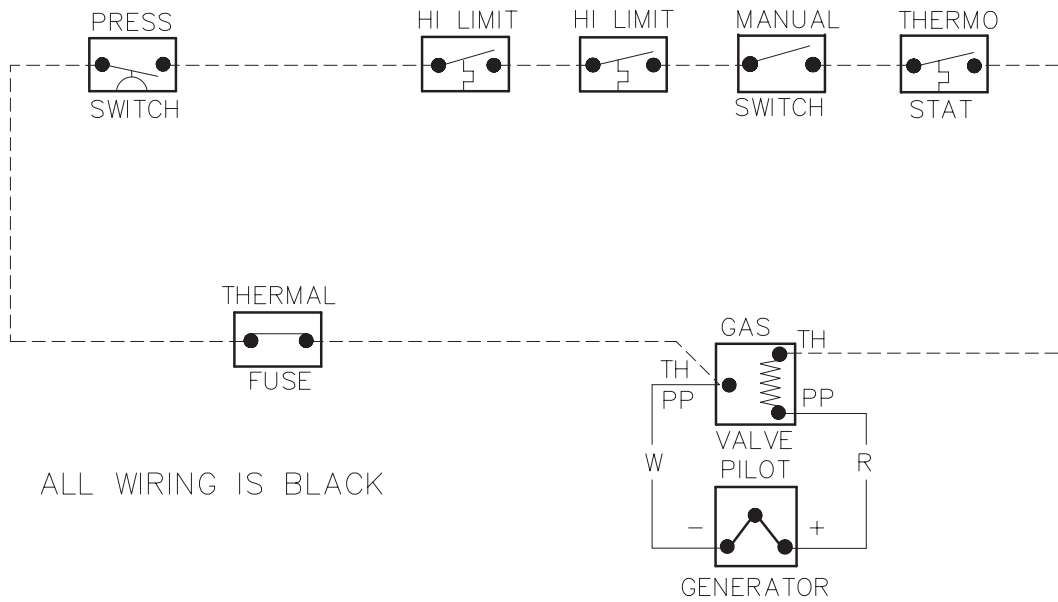 PRESS
SWITCH
HI LIMIT
HI LIMIT
MANUAL
SWITCH
THERMO
STAT
THERMAL
FUSE
GAS
TH
TH
PP
PP
VALVE
PILOT
W
R
-
+
GENERATOR
ALL WIRING IS BLACK